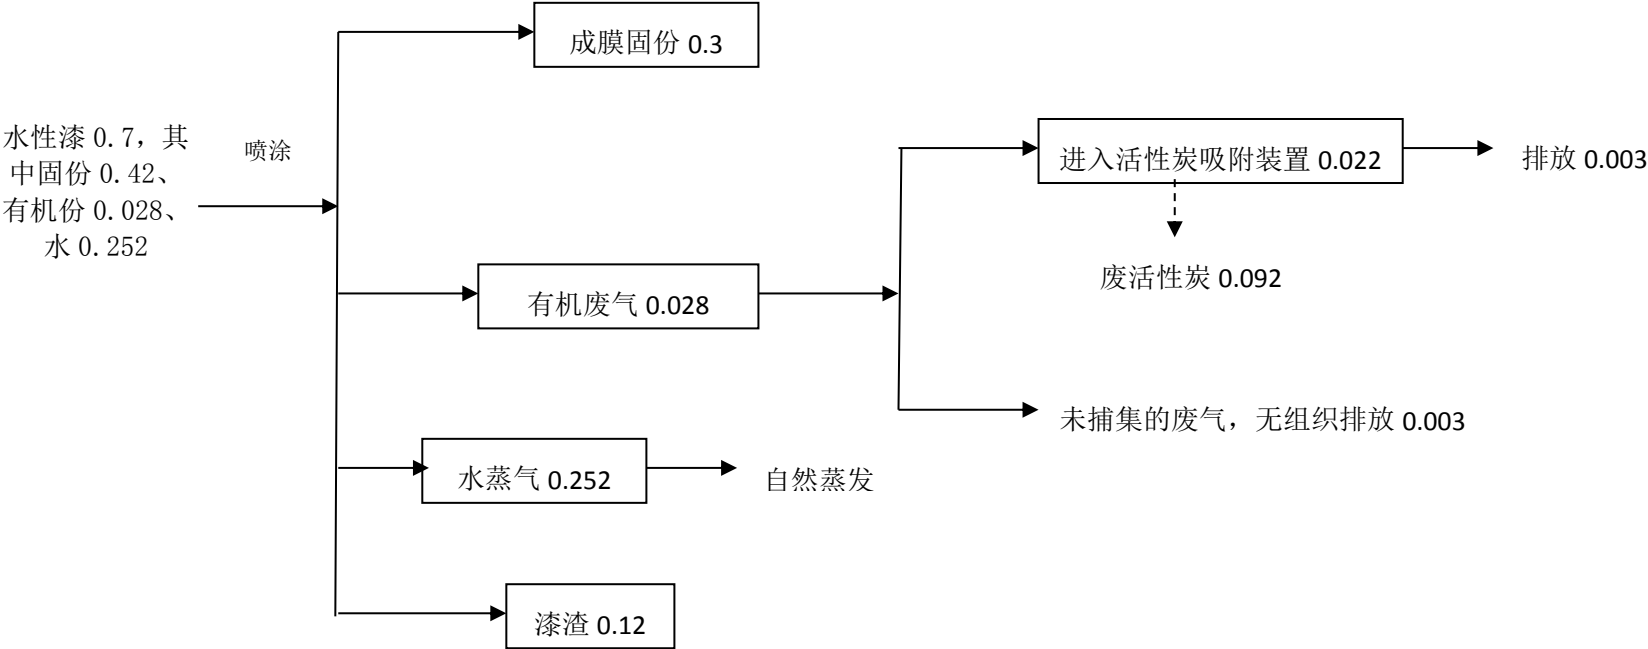 成膜固份 0.3
水性漆 0.7，其
中固份 0.42、
有机份 0.028、
水 0.252
喷涂
进入活性炭吸附装置 0.022
排放 0.003
废活性炭 0.092
有机废气 0.028
未捕集的废气，无组织排放 0.003
水蒸气 0.252
自然蒸发
漆渣 0.12